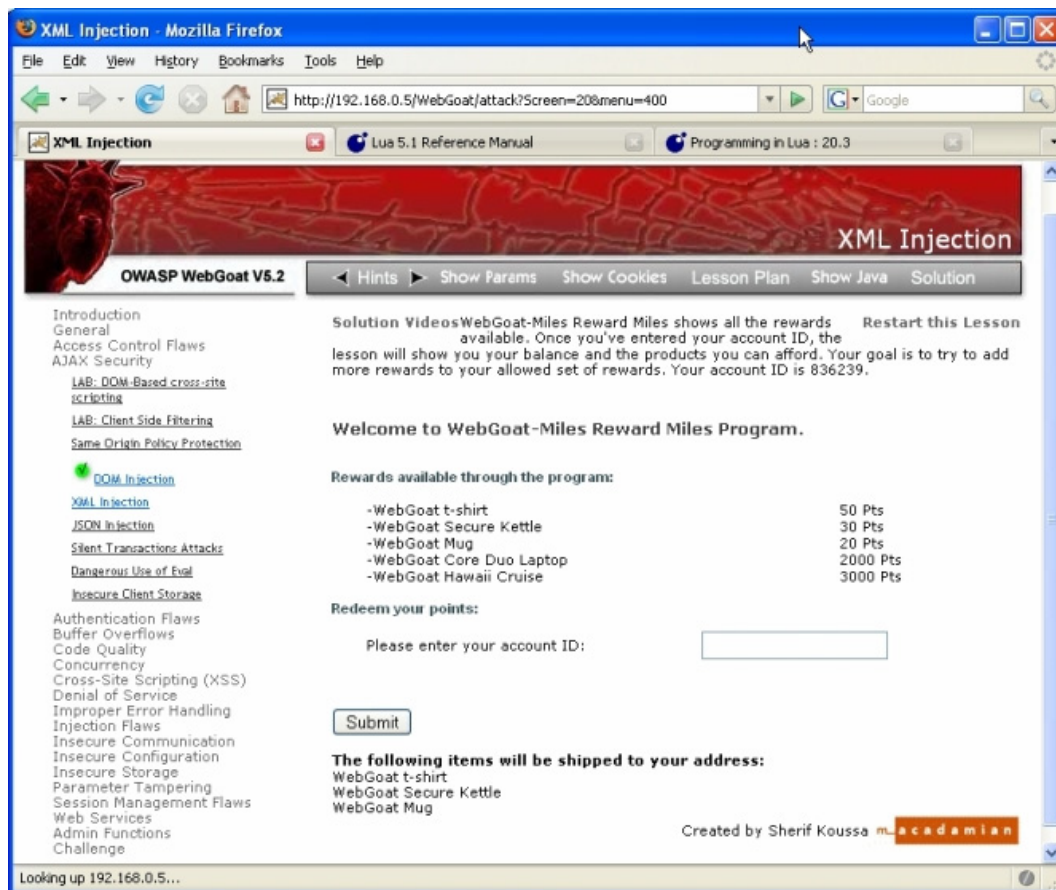 XML Injection - Mozilla Firefox
File Edit View History Bookmarks Tools Help
http://192.168.0.5/WebGoat/attack?Screen=20&menu=400
G Google
XML Injection
Lua 5.1 Reference Manual
Programming in Lua : 20.3
XML Injection
OWASP WebGoat V5.2
Hints Show Params Show Cookies Lesson Plan Show Java Solution
Introduction
General
Access Control Flaws
AJAX Security
LAB: DOM-Based cross-site
scripting
LAB: Client Side Filtering
Same Origin Policy Protection
DOM Injection
XML Injection
JSON Injection
Silent Transactions Attacks
Dangerous Use of Eval
Insecure Client Storage
Authentication Flaws
Buffer Overflows
Code Quality
Concurrency
Cross-Site Scripting (XSS)
Denial of Service
Improper Error Handling
Injection Flaws
Insecure Communication
Insecure Configuration
Insecure Storage
Parameter Tampering
Session Management Flaws
Web Services
Admin Functions
Challenge
Solution Videos
Restart this Lesson
WebGoat-Miles Reward Miles shows all the rewards
available. Once you've entered your account ID, the
lesson will show you your balance and the products you can afford. Your goal is to try to add
more rewards to your allowed set of rewards. Your account ID is 836239.
Welcome to WebGoat-Miles Reward Miles Program.
Rewards available through the program:
-WebGoat t-shirt 50 Pts
-WebGoat Secure Kettle 30 Pts
-WebGoat Mug 20 Pts
-WebGoat Core Duo Laptop 2000 Pts
-WebGoat Hawaii Cruise 3000 Pts
Redeem your points:
Please enter your account ID:
Submit
The following items will be shipped to your address:
WebGoat t-shirt
WebGoat Secure Kettle
WebGoat Mug
Created by Sherif Koussa m acadamian
Looking up 192.168.0.5...